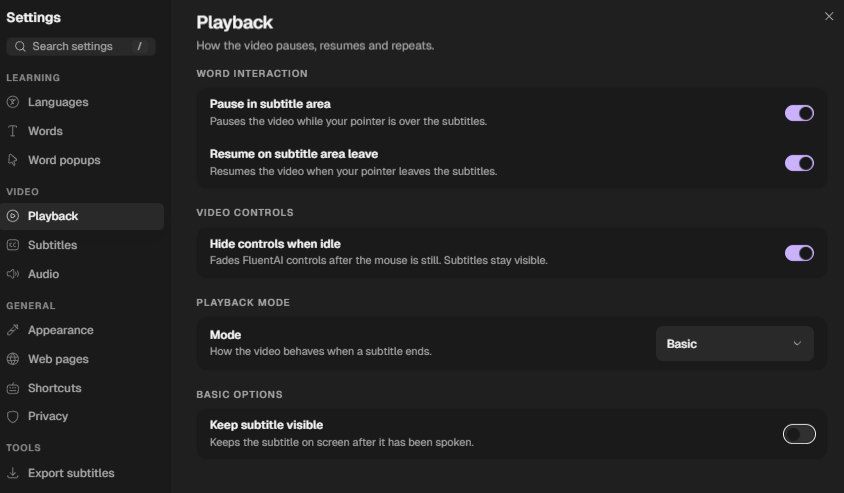 Settings
Search settings /
LEARNING
Languages
Words
Word popups
VIDEO
Playback
Subtitles
Audio
GENERAL
Appearance
Web pages
Shortcuts
Privacy
TOOLS
Export subtitles
Playback
How the video pauses, resumes and repeats.
WORD INTERACTION
Pause in subtitle area
Pauses the video while your pointer is over the subtitles.
Resume on subtitle area leave
Resumes the video when your pointer leaves the subtitles.
VIDEO CONTROLS
Hide controls when idle
Fades FluentAI controls after the mouse is still. Subtitles stay visible.
PLAYBACK MODE
Mode
How the video behaves when a subtitle ends.
Basic
BASIC OPTIONS
Keep subtitle visible
Keeps the subtitle on screen after it has been spoken.